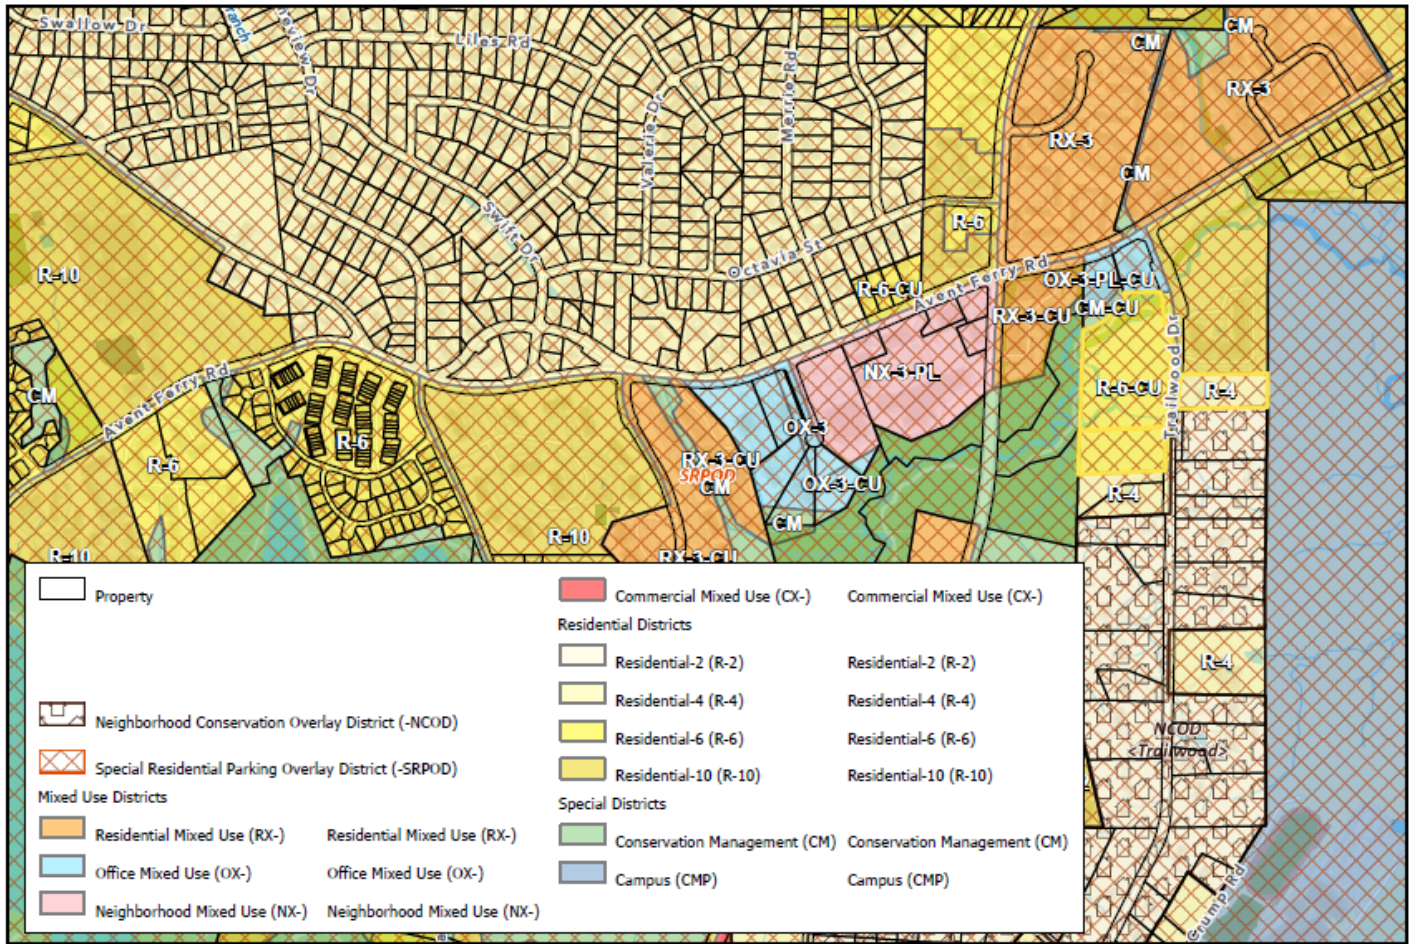 Swallow Dr
Liles Rd
Valerie Dr
Merrie Rd
Swift Dr
Octavia St
CM
CM
RX-3
RX-3
CM
R-6
R-10
Avent Ferry Rd
OX-3-PL-CU
R-6-CU
RX-3-CU
CM-CU
Trailwood Dr
NX-3-PL
R-6-CU
R-4
CM
Avent Ferry Rd
R-6
R-6
OX-3
RX-3-CU
SRPOD
CM
OX-3-CU
R-4
CM
R-10
R-10
RX-3-CU
R-4
NCOD
<Trailwood>
Crump Rd
Property
Neighborhood Conservation Overlay District (-NCOD)
Special Residential Parking Overlay District (-SRPOD)
Mixed Use Districts
Residential Mixed Use (RX-) Residential Mixed Use (RX-)
Office Mixed Use (OX-) Office Mixed Use (OX-)
Neighborhood Mixed Use (NX-) Neighborhood Mixed Use (NX-)
Commercial Mixed Use (CX-) Commercial Mixed Use (CX-)
Residential Districts
Residential-2 (R-2) Residential-2 (R-2)
Residential-4 (R-4) Residential-4 (R-4)
Residential-6 (R-6) Residential-6 (R-6)
Residential-10 (R-10) Residential-10 (R-10)
Special Districts
Conservation Management (CM) Conservation Management (CM)
Campus (CMP) Campus (CMP)